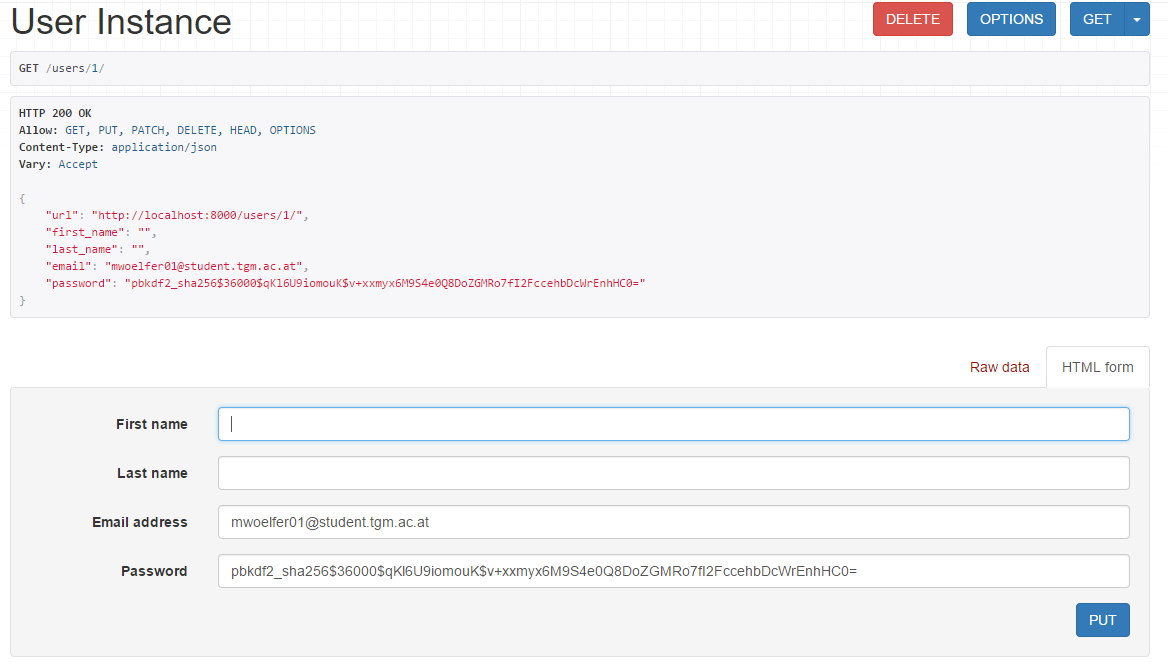 User Instance
DELETE
OPTIONS
GET
GET /users/1/
HTTP 200 OK
Allow: GET, PUT, PATCH, DELETE, HEAD, OPTIONS
Content-Type: application/json
Vary: Accept
{
"url": "http://localhost:8000/users/1/",
"first_name": "",
"last_name": "",
"email": "mwoelfer01@student.tgm.ac.at",
"password": "pbkdf2_sha256$36000$qKl6U9iomouK$v+xxmyx6M9S4e0Q8DoZGMRo7fI2FccehbDcWrEnhHC0="
}
Raw data
HTML form
First name
Last name
Email address
mwoelfer01@student.tgm.ac.at
Password
pbkdf2_sha256$36000$qKl6U9iomouK$v+xxmyx6M9S4e0Q8DoZGMRo7fI2FccehbDcWrEnhHC0=
PUT